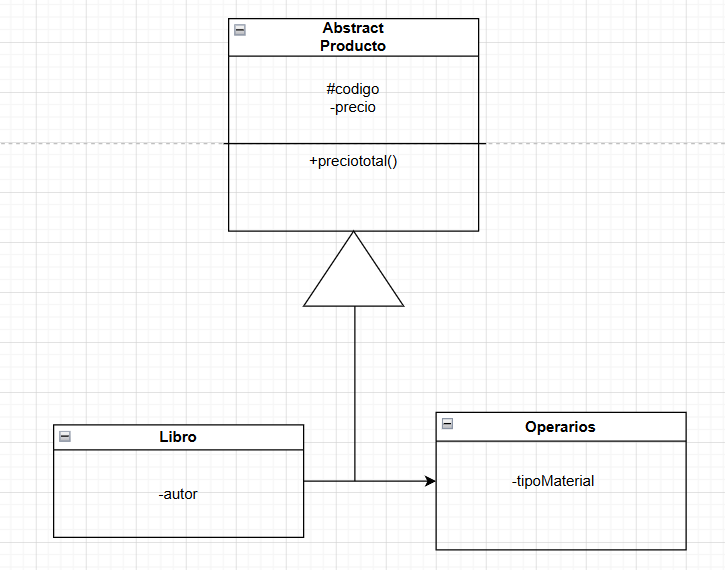 Abstract
Producto
#codigo
-precio
+preciototal()
Libro
-autor
Operarios
-tipoMaterial